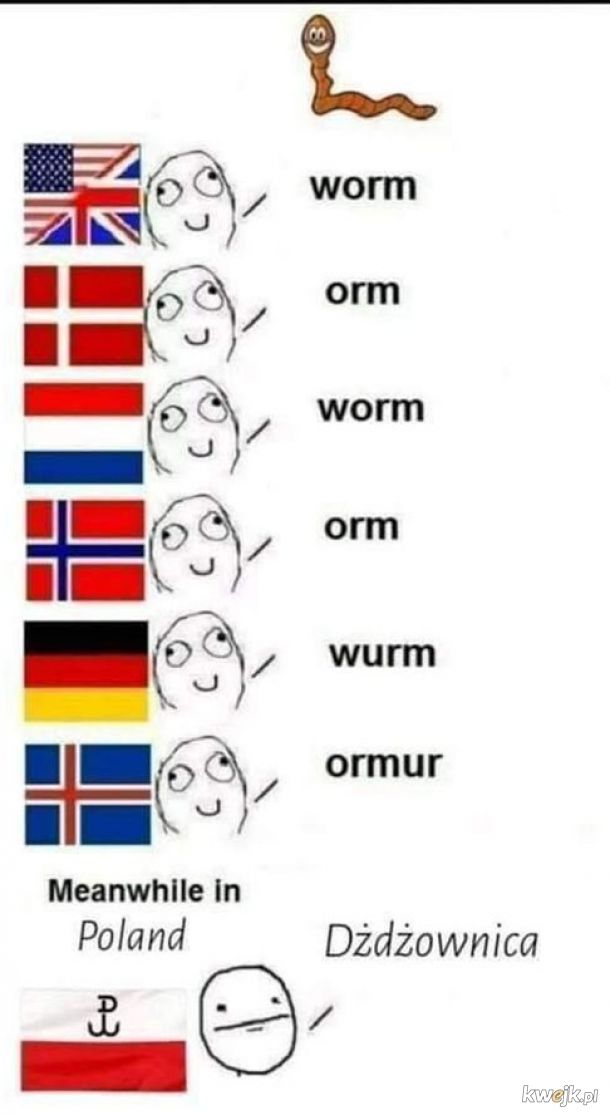 worm
orm
worm
orm
wurm
ormur
Meanwhile in
Poland
Dżdżownica
kwejk.pl